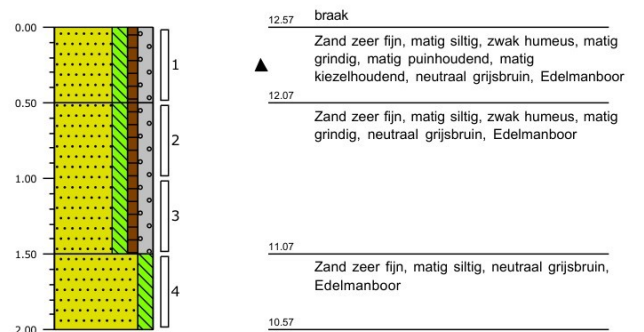 0.00
0.50
1.00
1.50
2.00
1
2
3
4
12.57
braak
Zand zeer fijn, matig siltig, zwak humeus, matig
grindig, matig puinhoudend, matig
kiezelhoudend, neutraal grijsbruin, Edelmanboor
12.07
Zand zeer fijn, matig siltig, zwak humeus, matig
grindig, neutraal grijsbruin, Edelmanboor
11.07
Zand zeer fijn, matig siltig, neutraal grijsbruin,
Edelmanboor
10.57